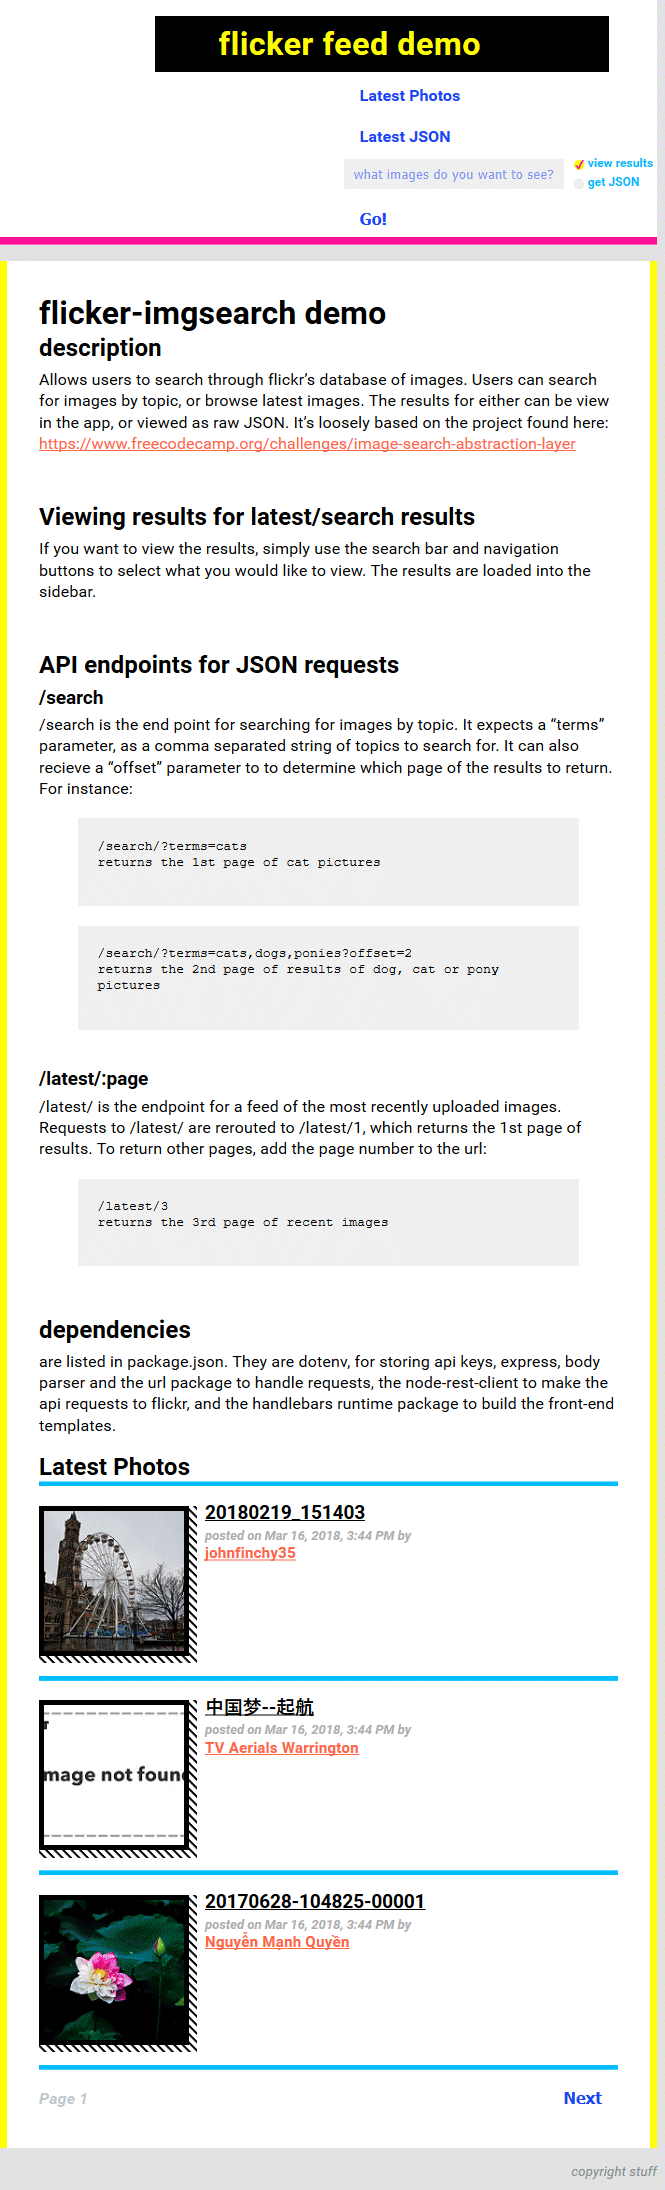 flicker feed demo
Latest Photos
Latest JSON
what images do you want to see?
view results
get JSON
Go!
flicker-imgsearch demo
description
Allows users to search through flickr’s database of images. Users can search
for images by topic, or browse latest images. The results for either can be view
in the app, or viewed as raw JSON. It’s loosely based on the project found here:
https://www.freecodecamp.org/challenges/image-search-abstraction-layer
Viewing results for latest/search results
If you want to view the results, simply use the search bar and navigation
buttons to select what you would like to view. The results are loaded into the
sidebar.
API endpoints for JSON requests
/search
/search is the end point for searching for images by topic. It expects a “terms”
parameter, as a comma separated string of topics to search for. It can also
recieve a “offset” parameter to to determine which page of the results to return.
For instance:
/search/?terms=cats
returns the 1st page of cat pictures
/search/?terms=cats,dogs,ponies?offset=2
returns the 2nd page of results of dog, cat or pony
pictures
/latest/:page
/latest/ is the endpoint for a feed of the most recently uploaded images.
Requests to /latest/ are rerouted to /latest/1, which returns the 1st page of
results. To return other pages, add the page number to the url:
/latest/3
returns the 3rd page of recent images
dependencies
are listed in package.json. They are dotenv, for storing api keys, express, body
parser and the url package to handle requests, the node-rest-client to make the
api requests to flickr, and the handlebars runtime package to build the front-end
templates.
Latest Photos
20180219_151403
posted on Mar 16, 2018, 3:44 PM by
johnfinchy35
中国梦--起航
posted on Mar 16, 2018, 3:44 PM by
TV Aerials Warrington
mage not foun
20170628-104825-00001
posted on Mar 16, 2018, 3:44 PM by
Nguyễn Mạnh Quyền
Page 1
Next
copyright stuff